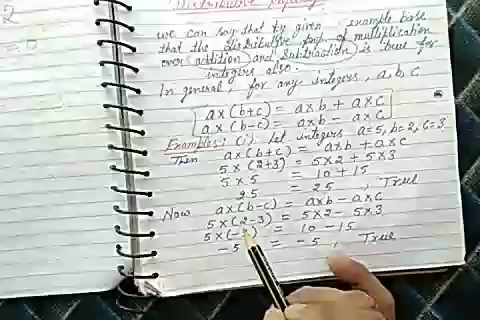 2
= 0
Distributive Property
we can say that by given example base
that the distributive prop. of multiplication
over (addition) and (subtraction) is true for
integers also.
In general, for any integers, a, b, c
a×(b+c) = a×b + a×c
a×(b-c) = a×b - a×c
Examples: (i) Let integers a=5, b=2, c=3
Then a×(b+c) = a×b + a×c
5×(2+3) = 5×2 + 5×3
5×5 = 10 + 15
25 = 25, True
Now a×(b-c) = a×b - a×c
5×(2-3) = 5×2 - 5×3
5×(-1) = 10 - 15
-5 = -5, True